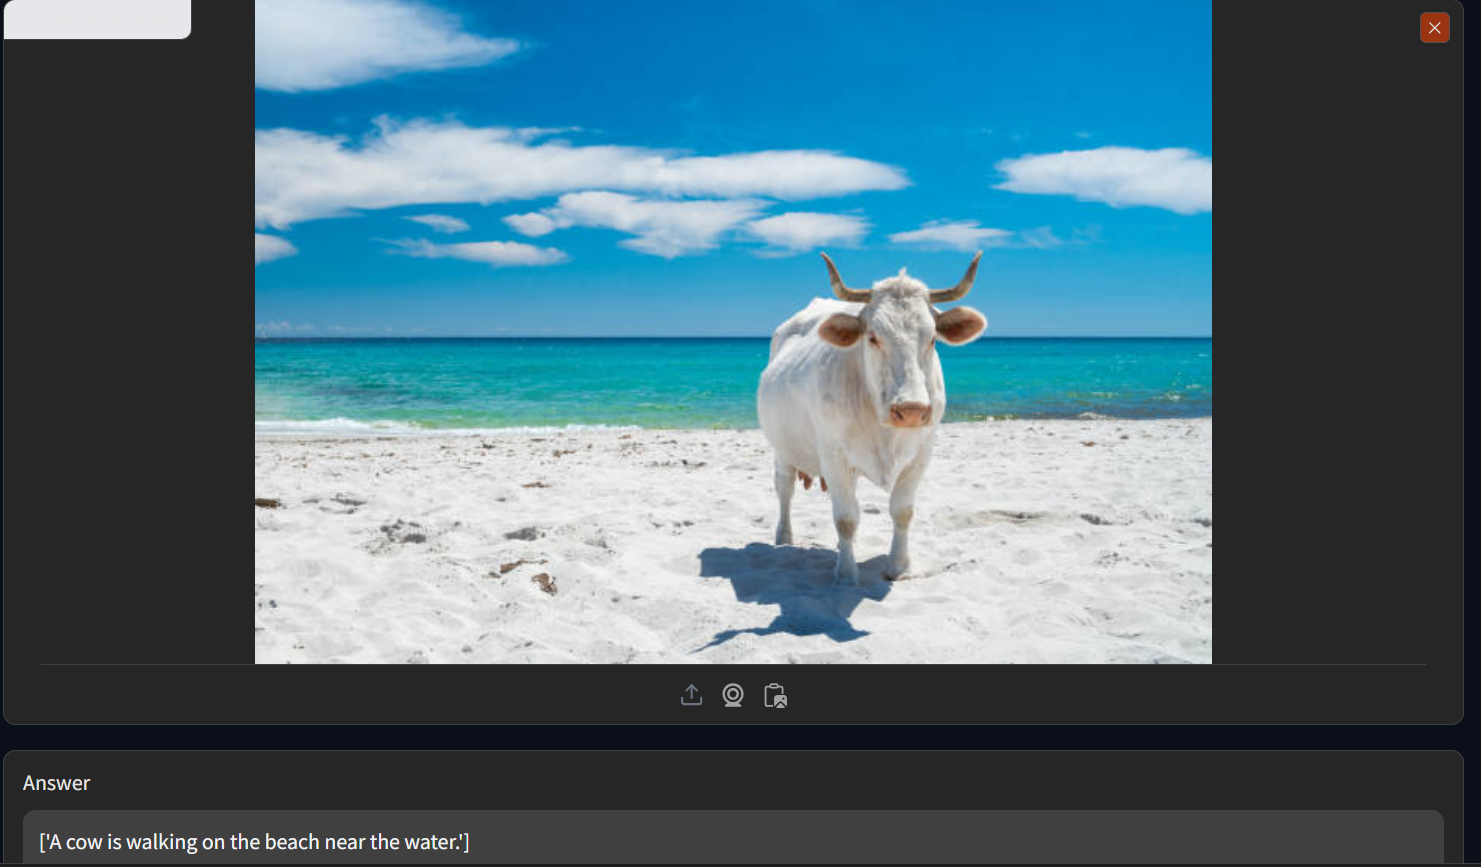 Answer
['A cow is walking on the beach near the water.']